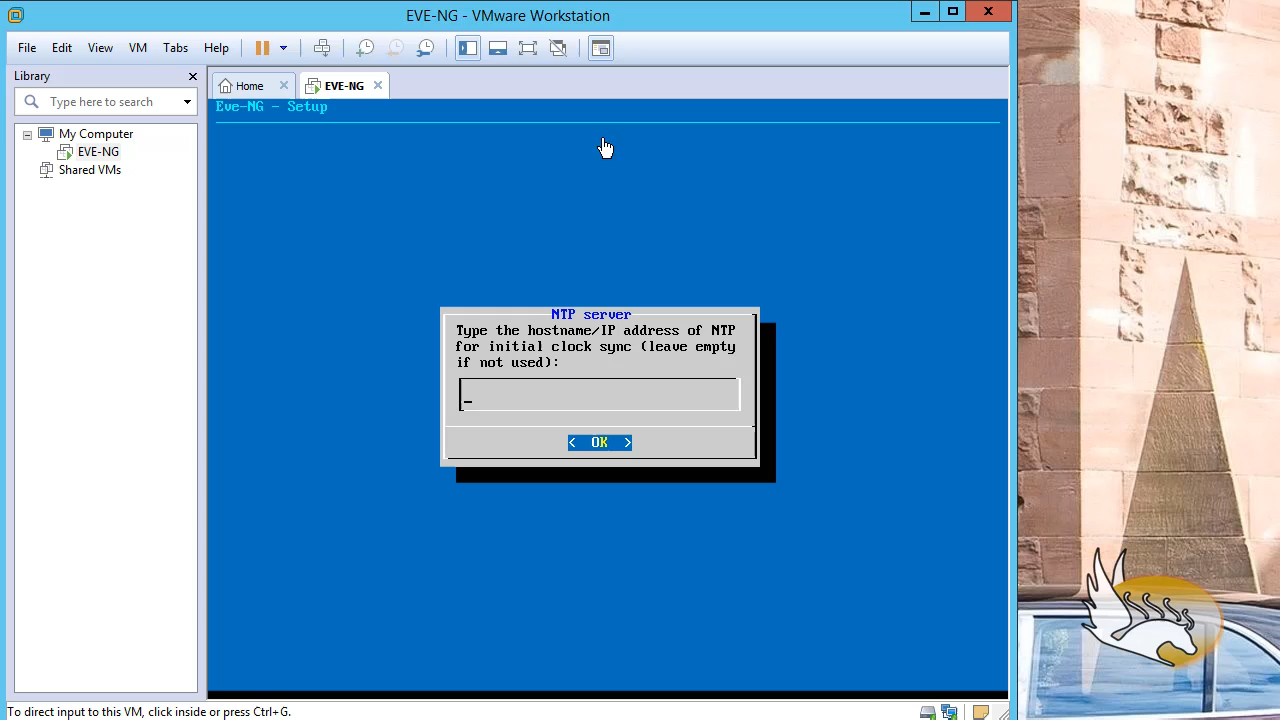 EVE-NG - VMware Workstation
File Edit View VM Tabs Help
Library
Type here to search
My Computer
EVE-NG
Shared VMs
Home
EVE-NG
Eve-NG - Setup
NTP server
Type the hostname/IP address of NTP
for initial clock sync (leave empty
if not used):
_
< OK >
To direct input to this VM, click inside or press Ctrl+G.